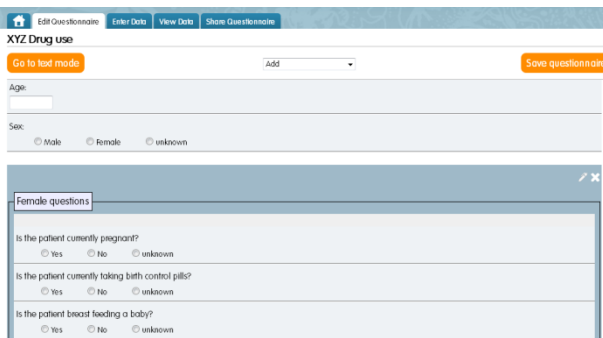 Edit Questionnaire Enter Data View Data Share Questionnaire
XYZ Drug use
Go to text mode Add Save questionnair
Age:
Sex:
Male Female unknown
Female questions
Is the patient currently pregnant?
Yes No unknown
Is the patient currently taking birth control pills?
Yes No unknown
Is the patient breast feeding a baby?
Yes No unknown